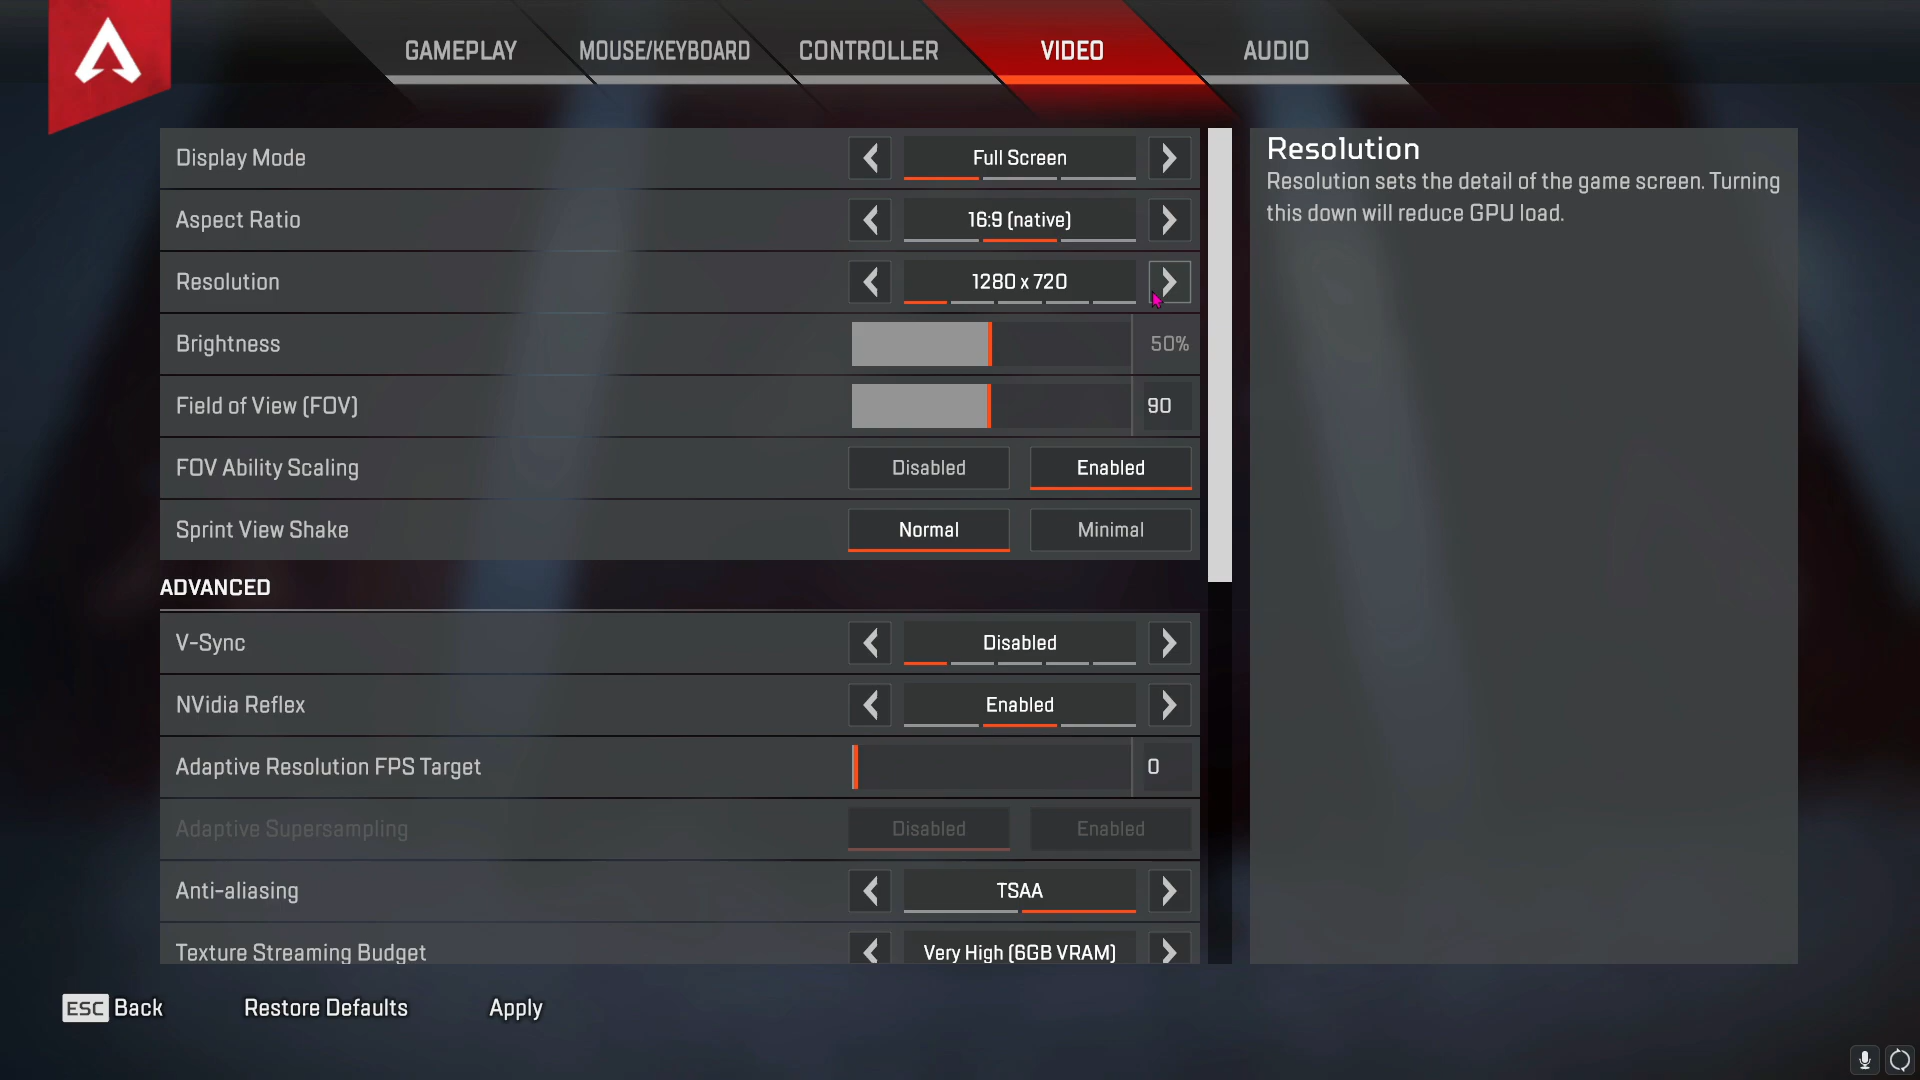 GAMEPLAY
MOUSE/KEYBOARD
CONTROLLER
VIDEO
AUDIO
Display Mode
Full Screen
Aspect Ratio
16:9 (native)
Resolution
1280 x 720
Brightness
50%
Field of View (FOV)
90
FOV Ability Scaling
Disabled
Enabled
Sprint View Shake
Normal
Minimal
ADVANCED
V-Sync
Disabled
NVidia Reflex
Enabled
Adaptive Resolution FPS Target
0
Adaptive Supersampling
Disabled
Enabled
Anti-aliasing
TSAA
Texture Streaming Budget
Very High (6GB VRAM)
Resolution
Resolution sets the detail of the game screen. Turning
this down will reduce GPU load.
ESC Back
Restore Defaults
Apply